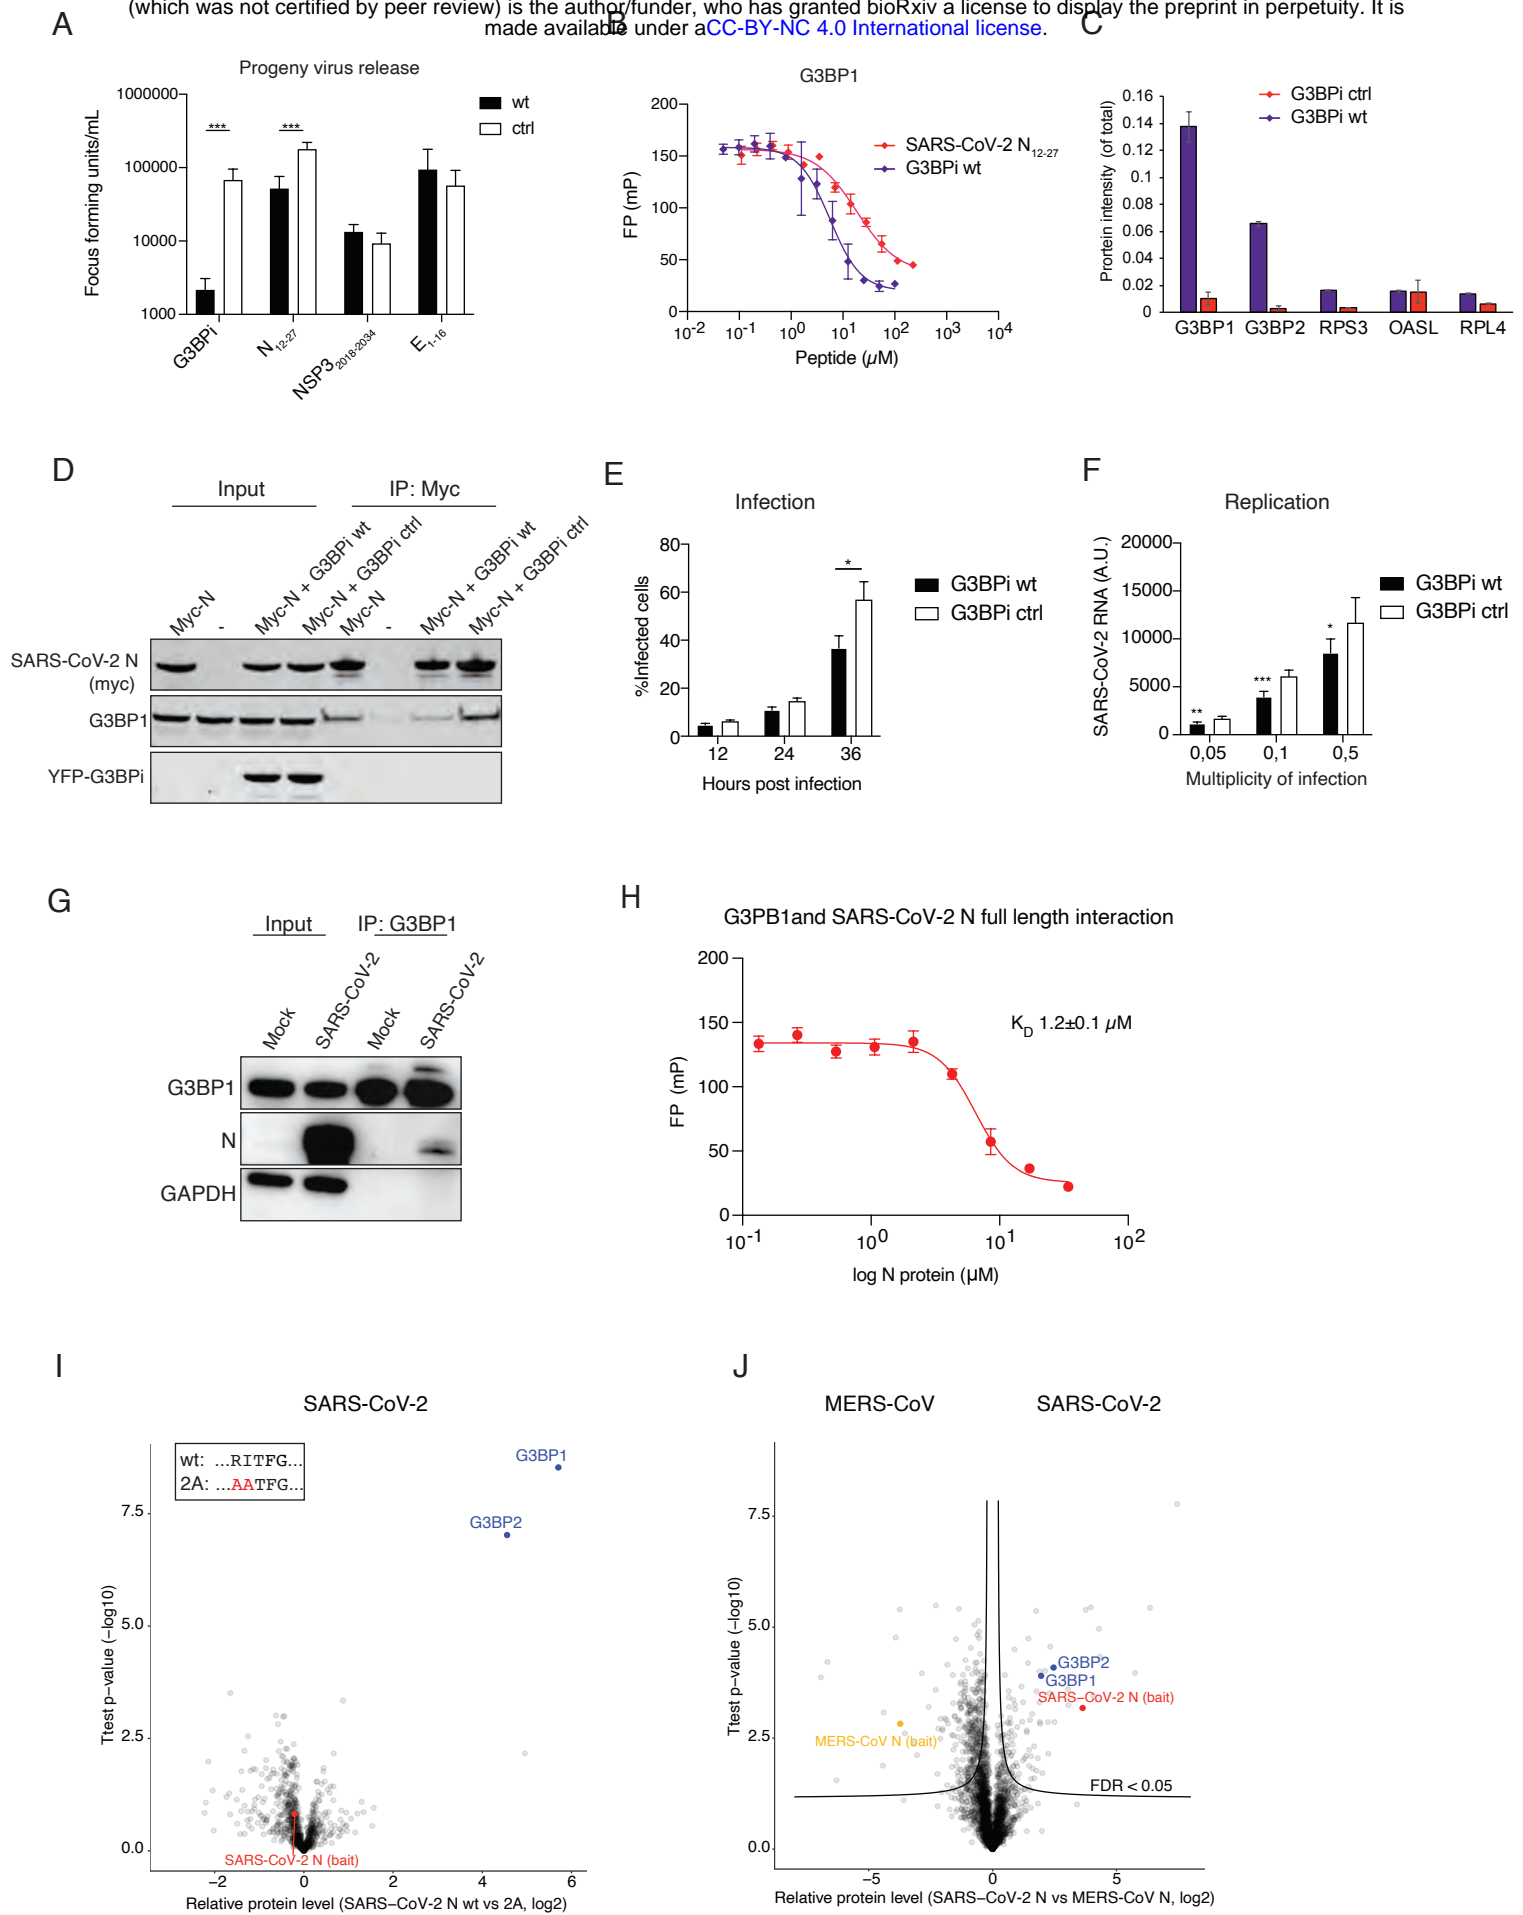 (which was not certified by peer review) is the author/funder, who has granted bioRxiv a license to display the preprint in perpetuity. It is
made available under aCC-BY-NC 4.0 International license.
A
Progeny virus release
Focus forming units/mL
1000000
100000
10000
1000
***
***
wt
ctrl
G3BPi
N12-27
NSP32018-2034
E1-16
B
G3BP1
FP (mP)
200
150
100
50
0
SARS-CoV-2 N12-27
G3BPi wt
10-2
10-1
100
101
102
103
104
Peptide (µM)
C
Prortein intensity (of total)
0.16
0.14
0.12
0.1
0.08
0.06
0.04
0.02
0
G3BPi ctrl
G3BPi wt
G3BP1
G3BP2
RPS3
OASL
RPL4
D
Input
IP: Myc
Myc-N
-
Myc-N + G3BPi wt
Myc-N + G3BPi ctrl
Myc-N
-
Myc-N + G3BPi wt
Myc-N + G3BPi ctrl
SARS-CoV-2 N
(myc)
G3BP1
YFP-G3BPi
E
Infection
%Infected cells
80
60
40
20
0
*
G3BPi wt
G3BPi ctrl
12
24
36
Hours post infection
F
Replication
SARS-CoV-2 RNA (A.U.)
20000
15000
10000
5000
0
**
***
*
G3BPi wt
G3BPi ctrl
0,05
0,1
0,5
Multiplicity of infection
G
Input
IP: G3BP1
Mock
SARS-CoV-2
Mock
SARS-CoV-2
G3BP1
N
GAPDH
H
G3PB1and SARS-CoV-2 N full length interaction
FP (mP)
200
150
100
50
0
KD 1.2±0.1 µM
10-1
100
101
102
log N protein (µM)
I
SARS-CoV-2
wt: ...RITFG...
2A: ...AATFG...
G3BP1
G3BP2
Ttest p-value (−log10)
7.5
5.0
2.5
0.0
SARS-CoV-2 N (bait)
−2
0
2
4
6
Relative protein level (SARS−CoV-2 N wt vs 2A, log2)
J
MERS-CoV
SARS-CoV-2
Ttest p-value (−log10)
7.5
5.0
2.5
0.0
G3BP2
G3BP1
SARS−CoV-2 N (bait)
MERS-CoV N (bait)
FDR < 0.05
−5
0
5
Relative protein level (SARS−CoV-2 N vs MERS-CoV N, log2)